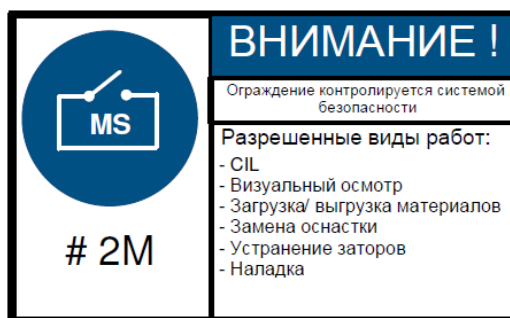 MS
# 2M
ВНИМАНИЕ !
Ограждение контролируется системой
безопасности
Разрешенные виды работ:
- CIL
- Визуальный осмотр
- Загрузка/ выгрузка материалов
- Замена оснастки
- Устранение заторов
- Наладка